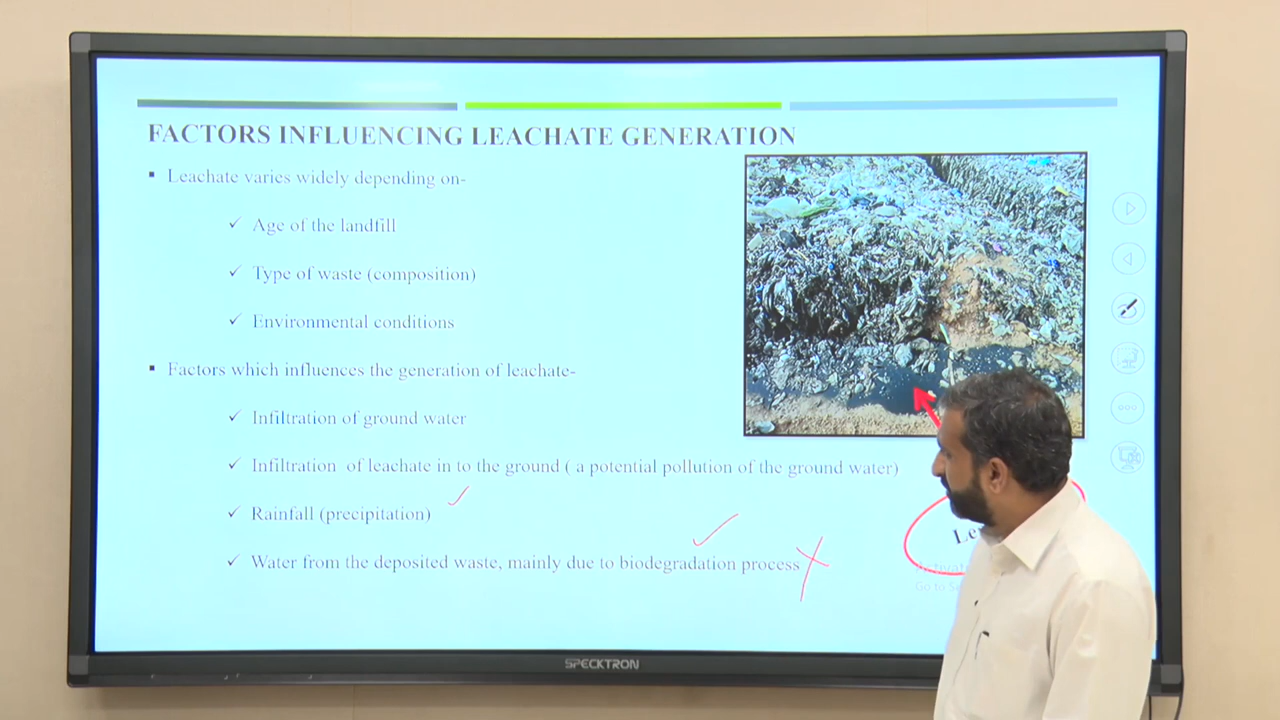 FACTORS INFLUENCING LEACHATE GENERATION
Leachate varies widely depending on-
Age of the landfill
Type of waste (composition)
Environmental conditions
Factors which influences the generation of leachate-
Infiltration of ground water
Infiltration of leachate in to the ground ( a potential pollution of the ground water)
Rainfall (precipitation)
Water from the deposited waste, mainly due to biodegradation process
SPECKTRON